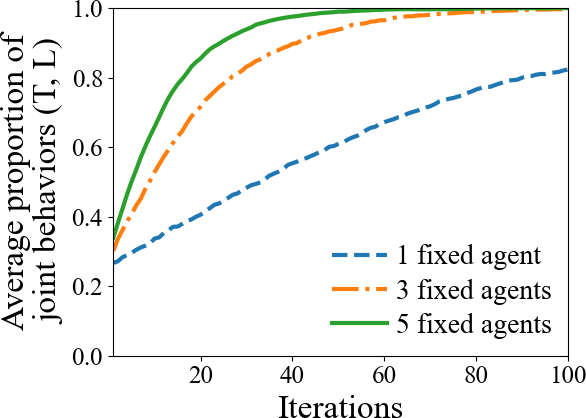 Average proportion of
joint behaviors (T, L)
1.0
0.8
0.6
0.4
0.2
0.0
1 fixed agent
3 fixed agents
5 fixed agents
20 40 60 80 100
Iterations